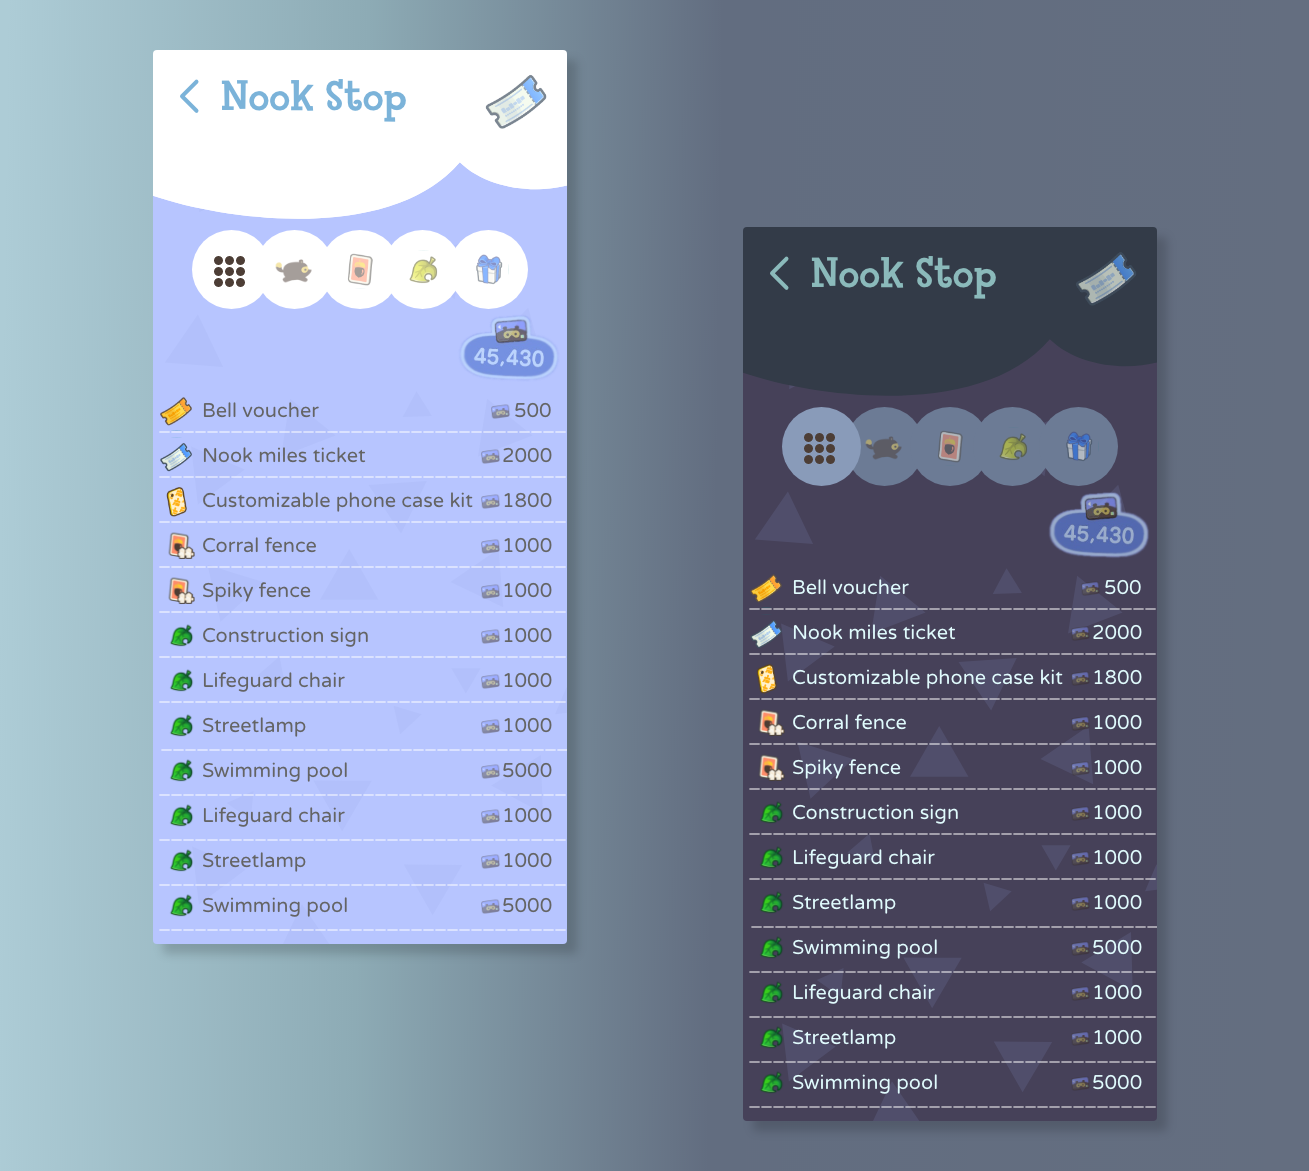 Nook Stop
45,430
Bell voucher 500
Nook miles ticket 2000
Customizable phone case kit 1800
Corral fence 1000
Spiky fence 1000
Construction sign 1000
Lifeguard chair 1000
Streetlamp 1000
Swimming pool 5000
Lifeguard chair 1000
Streetlamp 1000
Swimming pool 5000
Nook Stop
45,430
Bell voucher 500
Nook miles ticket 2000
Customizable phone case kit 1800
Corral fence 1000
Spiky fence 1000
Construction sign 1000
Lifeguard chair 1000
Streetlamp 1000
Swimming pool 5000
Lifeguard chair 1000
Streetlamp 1000
Swimming pool 5000